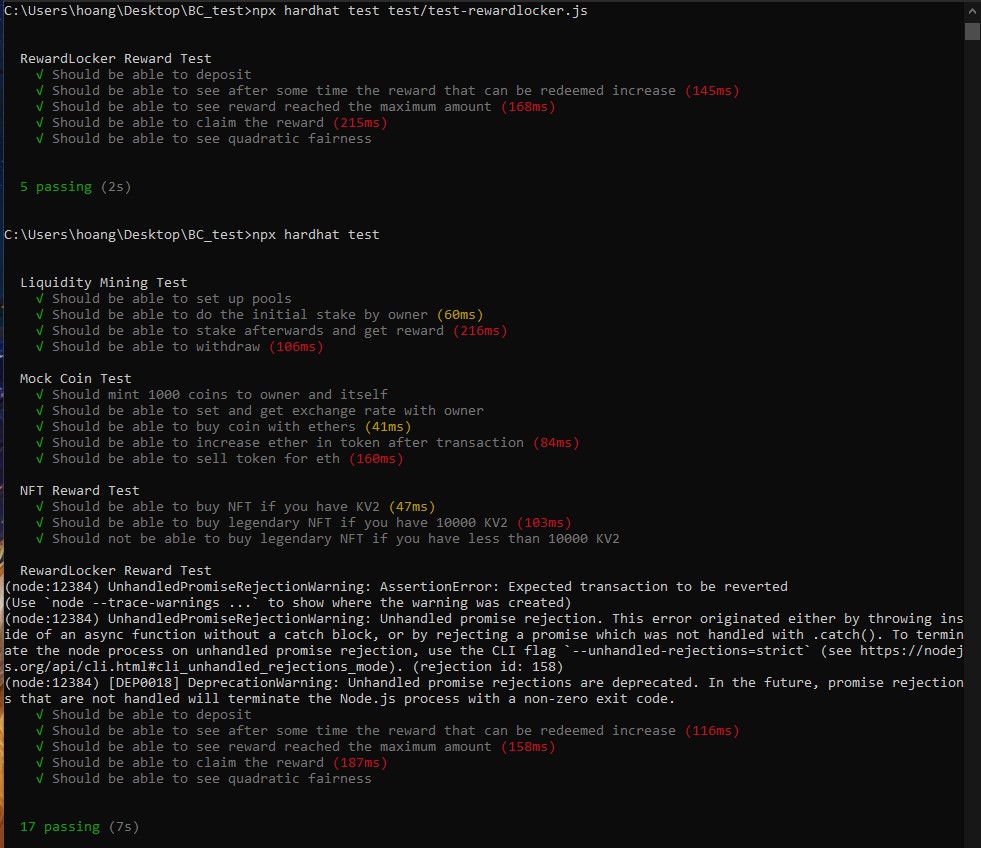 C:\Users\hoang\Desktop\BC_test>npx hardhat test test/test-rewardlocker.js
RewardLocker Reward Test
√ Should be able to deposit
√ Should be able to see after some time the reward that can be redeemed increase (145ms)
√ Should be able to see reward reached the maximum amount (168ms)
√ Should be able to claim the reward (215ms)
√ Should be able to see quadratic fairness
5 passing (2s)
C:\Users\hoang\Desktop\BC_test>npx hardhat test
Liquidity Mining Test
√ Should be able to set up pools
√ Should be able to do the initial stake by owner (60ms)
√ Should be able to stake afterwards and get reward (216ms)
√ Should be able to withdraw (106ms)
Mock Coin Test
√ Should mint 1000 coins to owner and itself
√ Should be able to set and get exchange rate with owner
√ Should be able to buy coin with ethers (41ms)
√ Should be able to increase ether in token after transaction (84ms)
√ Should be able to sell token for eth (160ms)
NFT Reward Test
√ Should be able to buy NFT if you have KV2 (47ms)
√ Should be able to buy legendary NFT if you have 10000 KV2 (103ms)
√ Should not be able to buy legendary NFT if you have less than 10000 KV2
RewardLocker Reward Test
(node:12384) UnhandledPromiseRejectionWarning: AssertionError: Expected transaction to be reverted
(Use `node --trace-warnings ...` to show where the warning was created)
(node:12384) UnhandledPromiseRejectionWarning: Unhandled promise rejection. This error originated either by throwing ins
ide of an async function without a catch block, or by rejecting a promise which was not handled with .catch(). To termin
ate the node process on unhandled promise rejection, use the CLI flag `--unhandled-rejections=strict` (see https://nodej
s.org/api/cli.html#cli_unhandled_rejections_mode). (rejection id: 158)
(node:12384) [DEP0018] DeprecationWarning: Unhandled promise rejections are deprecated. In the future, promise rejection
s that are not handled will terminate the Node.js process with a non-zero exit code.
√ Should be able to deposit
√ Should be able to see after some time the reward that can be redeemed increase (116ms)
√ Should be able to see reward reached the maximum amount (158ms)
√ Should be able to claim the reward (187ms)
√ Should be able to see quadratic fairness
17 passing (7s)